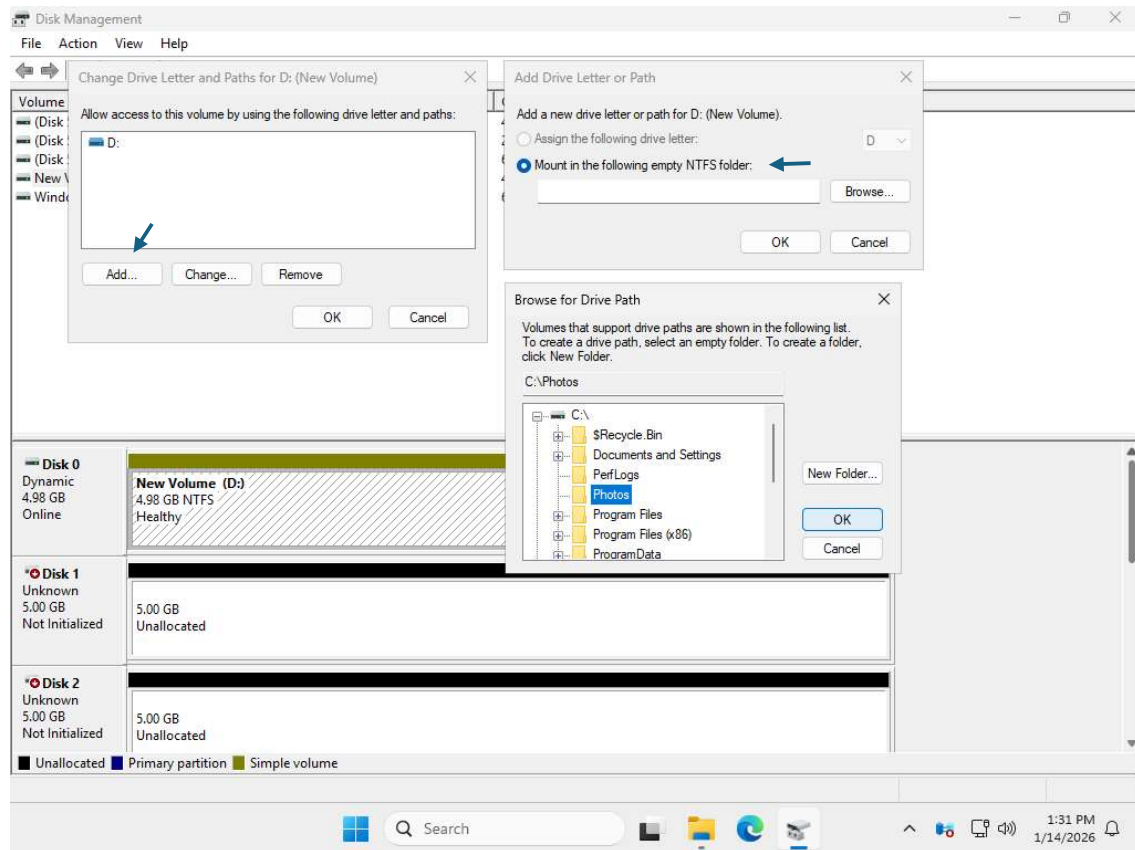 Disk Management
File Action View Help
Change Drive Letter and Paths for D: (New Volume)
Allow access to this volume by using the following drive letter and paths:
D:
Add...
Change...
Remove
OK
Cancel
Add Drive Letter or Path
Add a new drive letter or path for D: (New Volume).
Assign the following drive letter:
D
Mount in the following empty NTFS folder:
Browse...
OK
Cancel
Volume
(Disk
(Disk
(Disk
New
Browse for Drive Path
Volumes that support drive paths are shown in the following list.
To create a drive path, select an empty folder. To create a folder,
click New Folder.
C:\Photos
C:\
$Recycle.Bin
Documents and Settings
PerfLogs
Photos
Program Files
Program Files (x86)
ProgramData
New Folder...
OK
Cancel
Disk 0
Dynamic
4.98 GB
Online
New Volume (D:)
4.98 GB NTFS
Healthy
Disk 1
Unknown
5.00 GB
Not Initialized
5.00 GB
Unallocated
Disk 2
Unknown
5.00 GB
Not Initialized
5.00 GB
Unallocated
Unallocated Primary partition Simple volume
Search
1:31 PM
1/14/2026